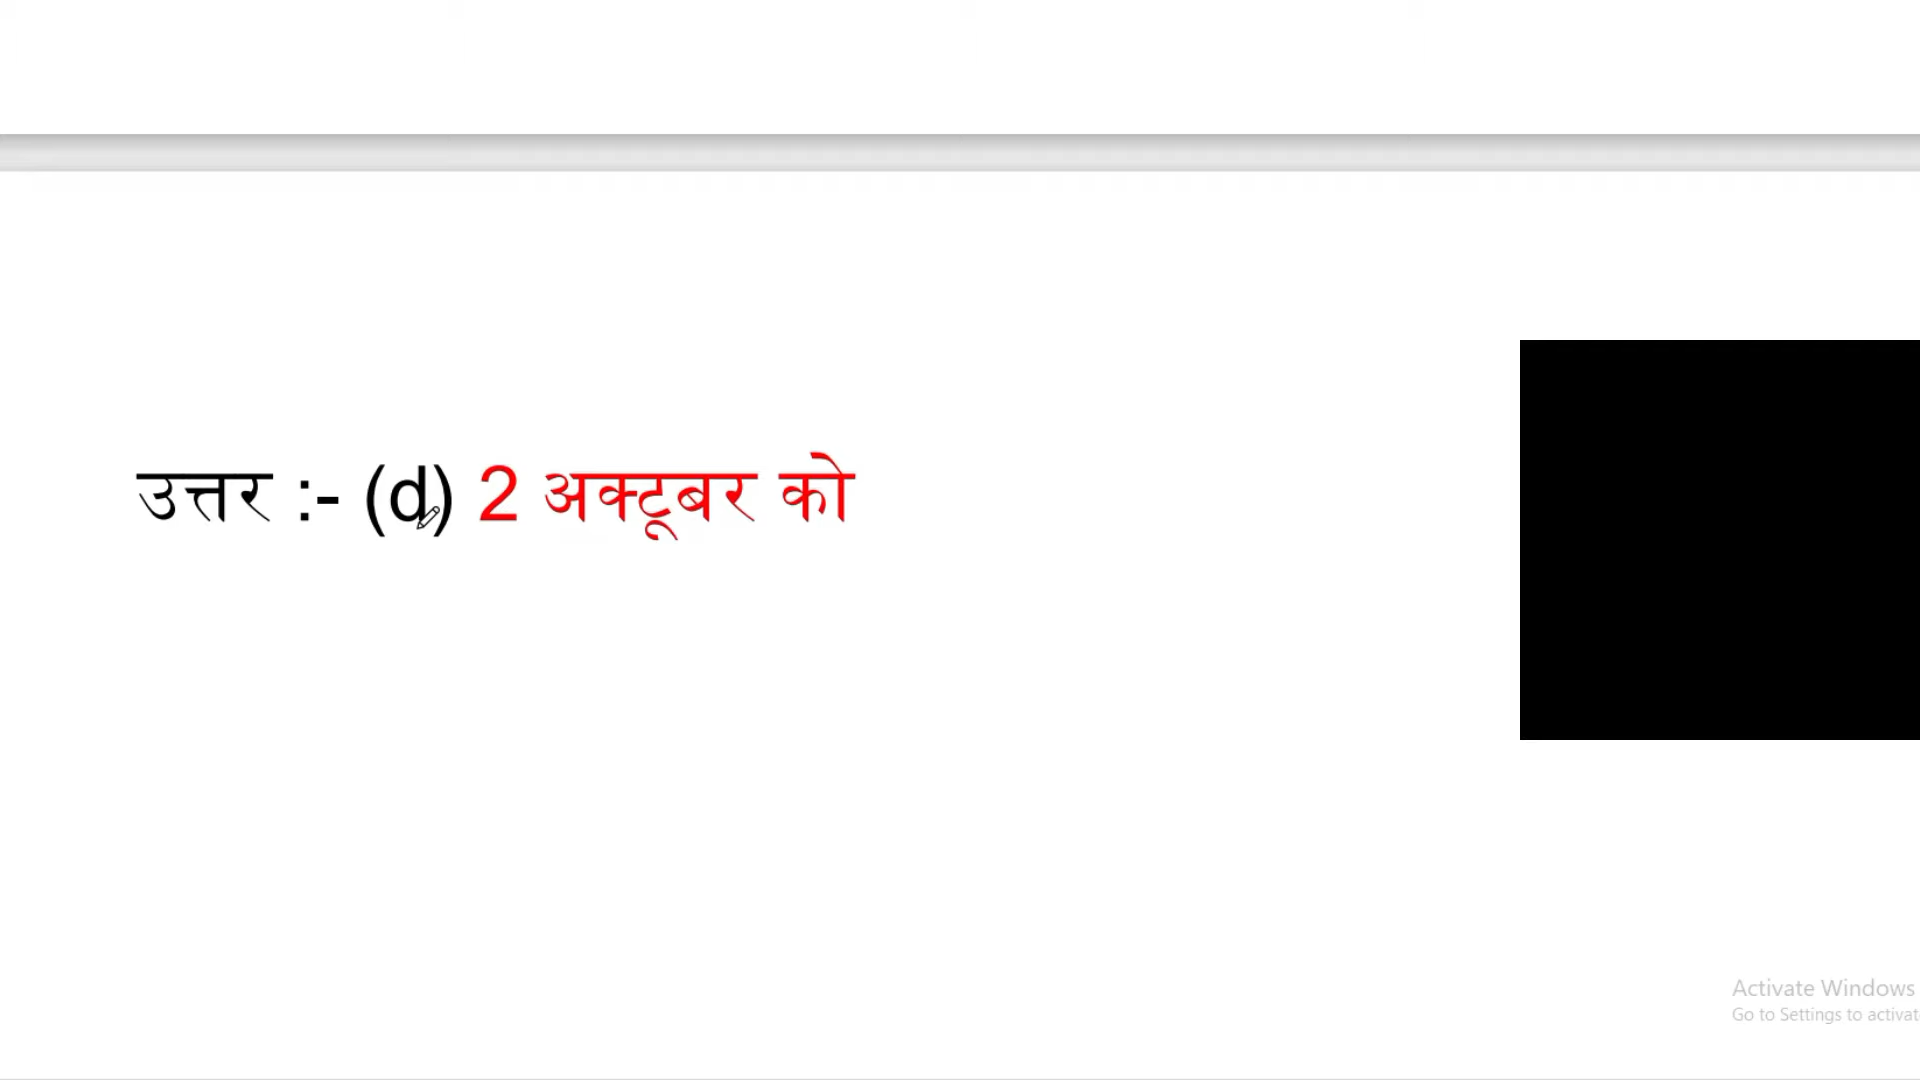 उत्तर :- (d) 2 अक्टूबर को
Activate Windows
Go to Settings to activat